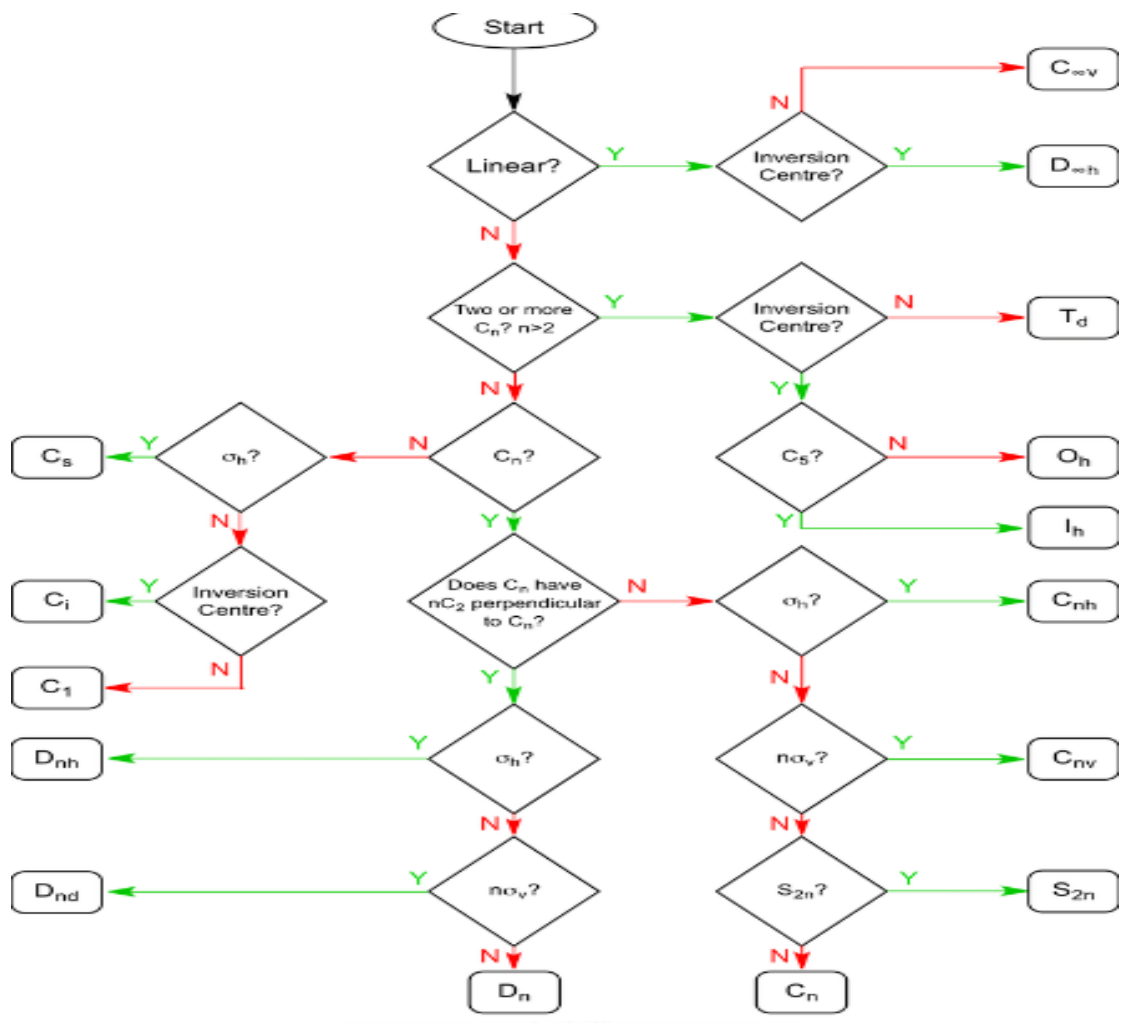 Start
C∞v
N
Linear?
Y
Inversion
Centre?
Y
D∞h
N
Two or more
Cn? n>2
Y
Inversion
Centre?
N
Td
N
Y
Cs
Y
σh?
N
Cn?
C5?
N
Oh
N
Y
Y
Ih
Ci
Y
Inversion
Centre?
Does Cn have
nC2 perpendicular
to Cn?
N
σh?
Y
Cnh
N
C1
Y
N
Dnh
Y
σh?
nσv?
Y
Cnv
N
N
Dnd
Y
nσv?
S2n?
Y
S2n
N
N
Dn
Cn